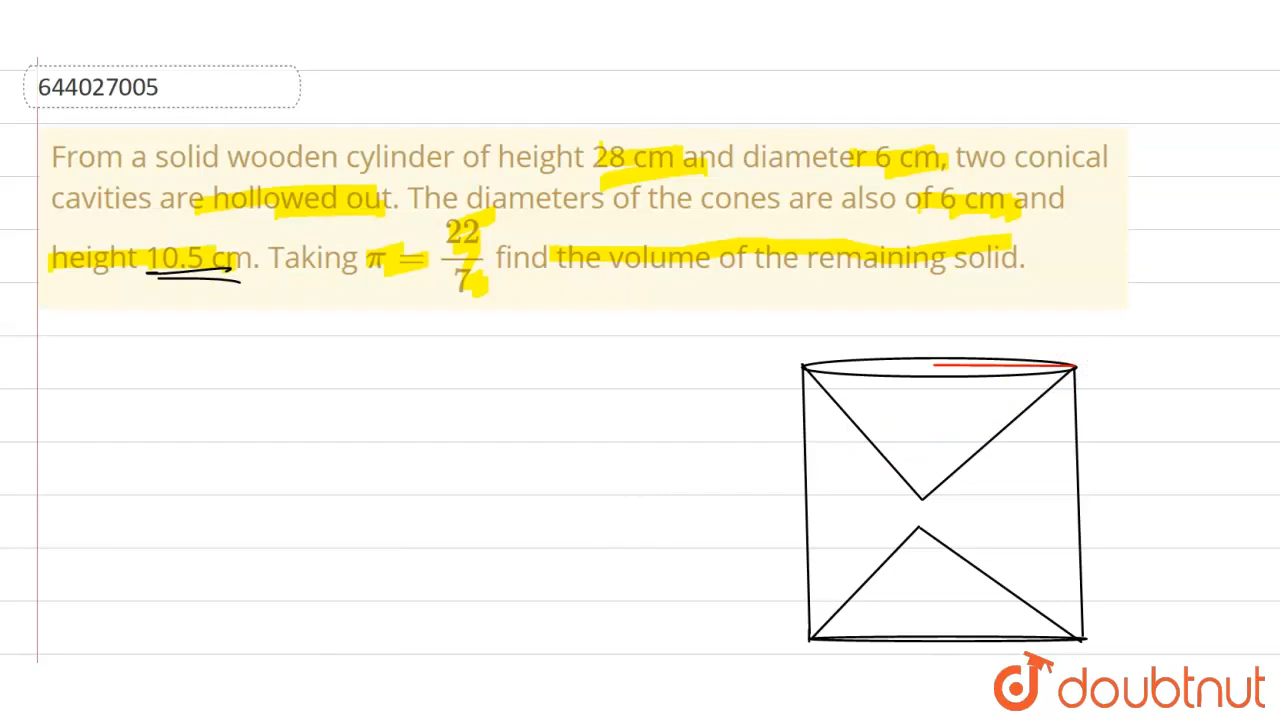 644027005
From a solid wooden cylinder of height 28 cm and diameter 6 cm, two conical
cavities are hollowed out. The diameters of the cones are also of 6 cm and
height 10.5 cm. Taking π = 22/7 find the volume of the remaining solid.
doubtnut